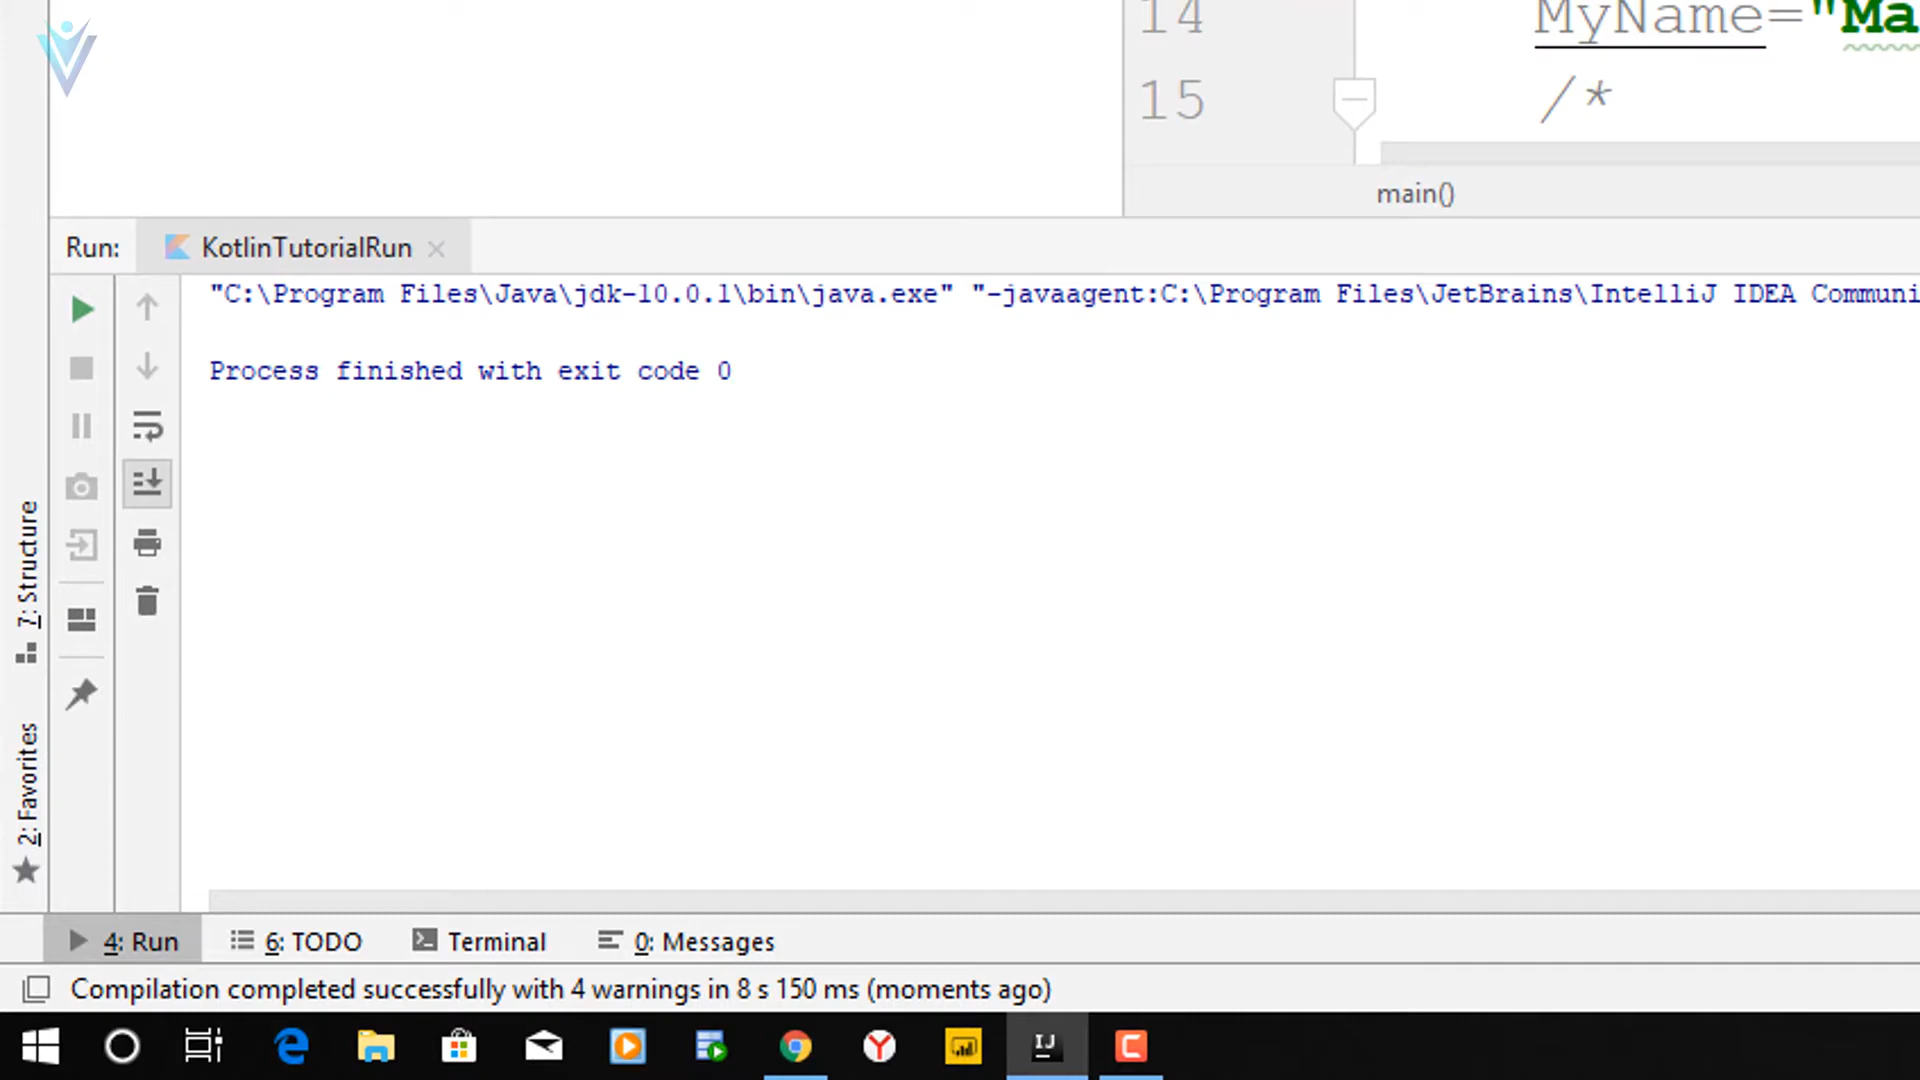 14 MyName="Ma
15 /*
main()
Run: KotlinTutorialRun
"C:\Program Files\Java\jdk-10.0.1\bin\java.exe" "-javaagent:C:\Program Files\JetBrains\IntelliJ IDEA Communi
Process finished with exit code 0
7: Structure
2: Favorites
4: Run 6: TODO Terminal 0: Messages
Compilation completed successfully with 4 warnings in 8 s 150 ms (moments ago)
IJ